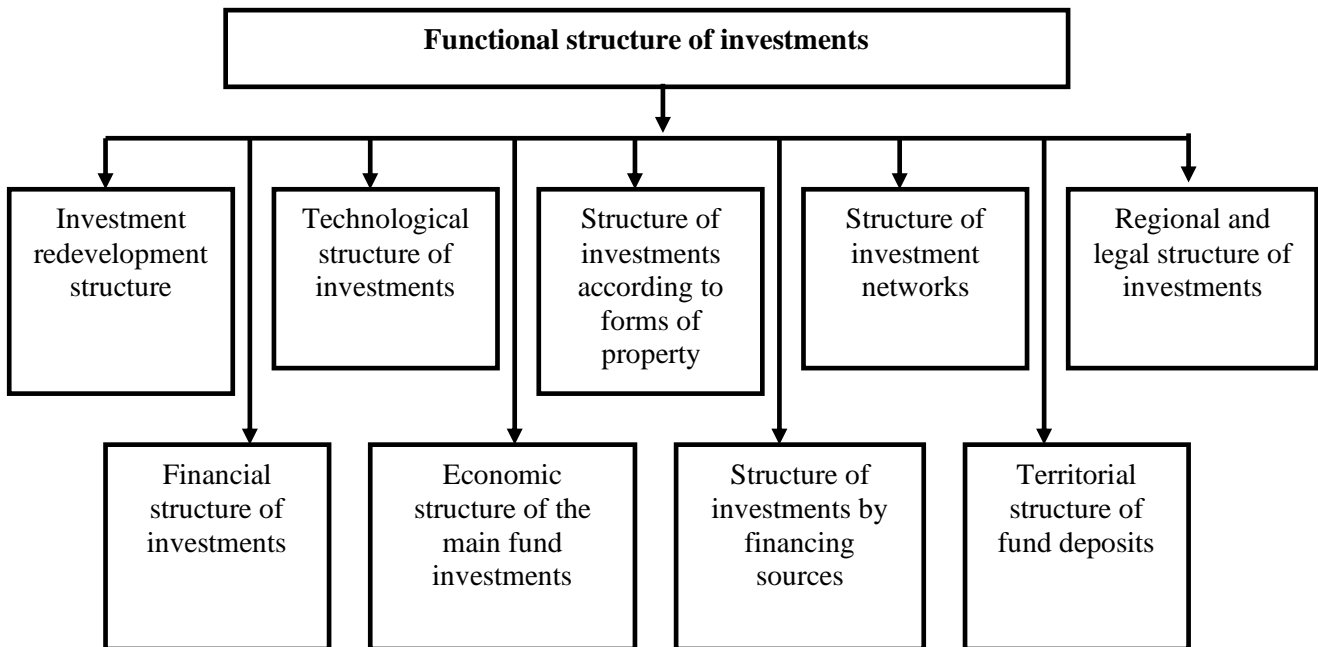 Functional structure of investments
Investment
redevelopment
structure
Technological
structure of
investments
Structure of
investments
according to
forms of
property
Structure of
investment
networks
Regional and
legal structure of
investments
Financial
structure of
investments
Economic
structure of the
main fund
investments
Structure of
investments by
financing
sources
Territorial
structure of
fund deposits